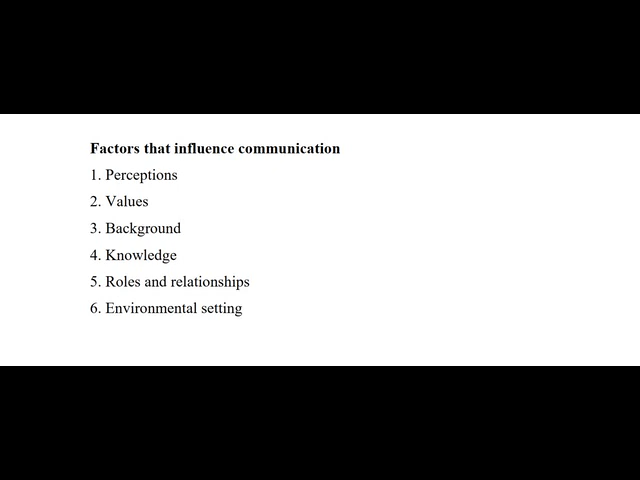 Factors that influence communication
1. Perceptions
2. Values
3. Background
4. Knowledge
5. Roles and relationships
6. Environmental setting